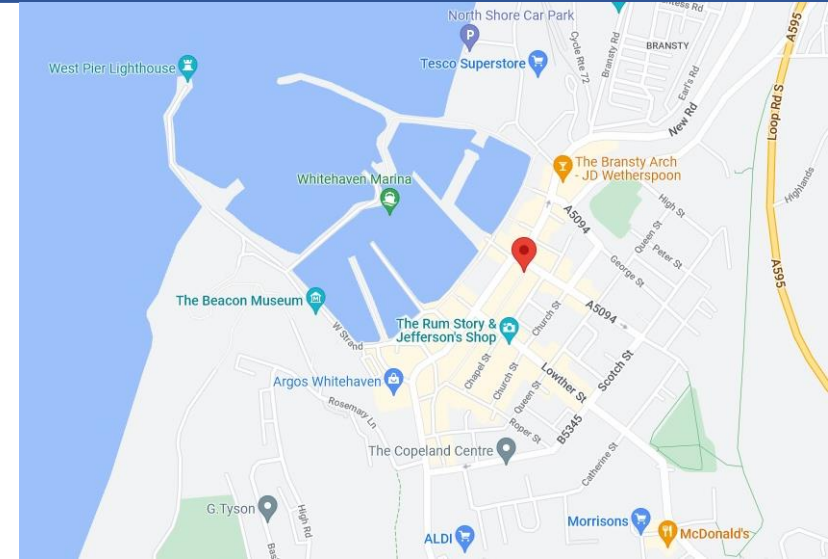 ntess Rd
North Shore Car Park
P
A595
Cycle Rte 72
Bransty Rd
BRANSTY
Tesco Superstore
West Pier Lighthouse
Earl's Rd
New Rd
Loop Rd S
The Bransty Arch
- JD Wetherspoon
Whitehaven Marina
Highlands
High St
A5094
Queen St
Peter St
George St
A595
The Beacon Museum
A5094
Church St
The Rum Story &
Jefferson's Shop
W Strand
Chapel St
Church St
Scotch St
Lowther St
Argos Whitehaven
Queen St
Rosemary Ln
Roper St
B5345
The Copeland Centre
Catherine St
G.Tyson
High Rd
Morrisons
McDonald's
ALDI
Bas